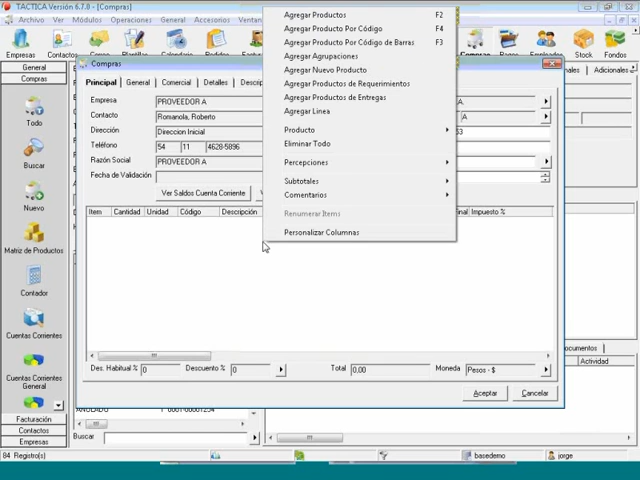 TACTICA Versión 6.7.0 - [Compras]
Archivo Ver Módulos Operaciones General Accesorios
Empresas
Stock
Fondos
General
Compras
Todo
Buscar
Nuevo
Matriz de Productos
Contador
Cuentas Corrientes
Cuentas Corrientes General
Facturación
Contactos
Empresas
Compras
Principal General Comercial Detalles
Empresa PROVEEDOR A
Contacto Romanola, Roberto
Dirección Direccion Inicial
Teléfono 54 11 4628-5896
Razón Social PROVEEDOR A
Fecha de Validación
Ver Saldos Cuenta Corriente
Item Cantidad Unidad Código Descripción Impuesto %
Agregar Productos F2
Agregar Producto Por Código F4
Agregar Producto Por Código de Barras F3
Agregar Agrupaciones
Agregar Nuevo Producto
Agregar Productos de Requerimientos
Agregar Productos de Entregas
Agregar Linea
Producto
Eliminar Todo
Percepciones
Subtotales
Comentarios
Renumerar Items
Personalizar Columnas
Adicionales
Actividad
Des. Habitual % 0 Descuento % 0 Total 0,00 Moneda Pesos - $
Aceptar Cancelar
Buscar
84 Registro(s) basedemo jorge